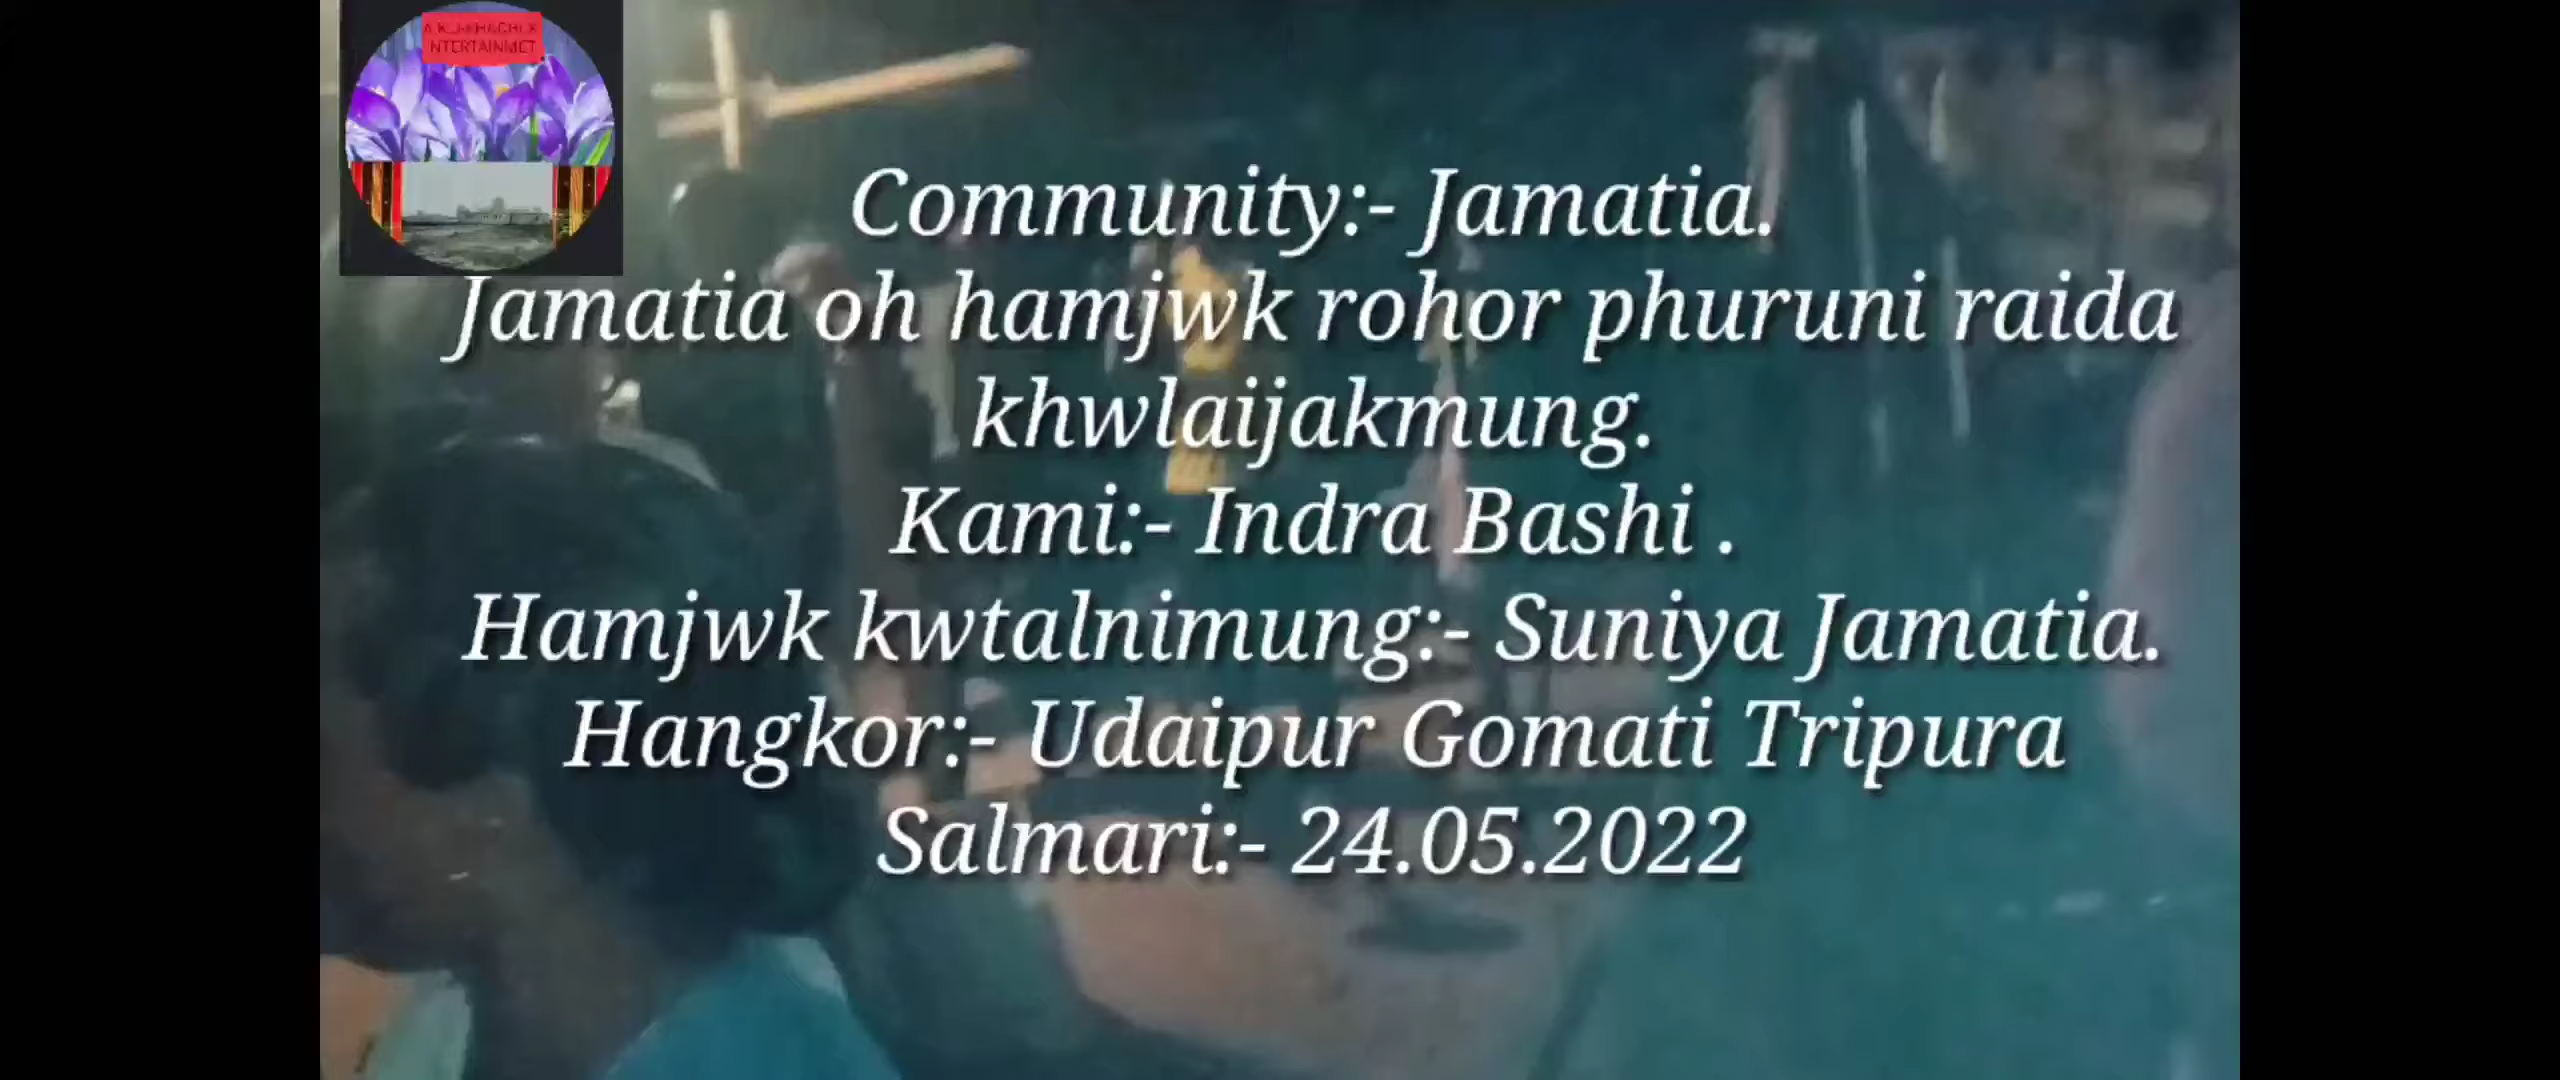 NTERTAINMET
Community:- Jamatia.
Jamatia oh hamjwk rohor phuruni raida
khwlaijakmung.
Kami:- Indra Bashi .
Hamjwk kwtalnimung:- Suniya Jamatia.
Hangkor:- Udaipur Gomati Tripura
Salmari:- 24.05.2022